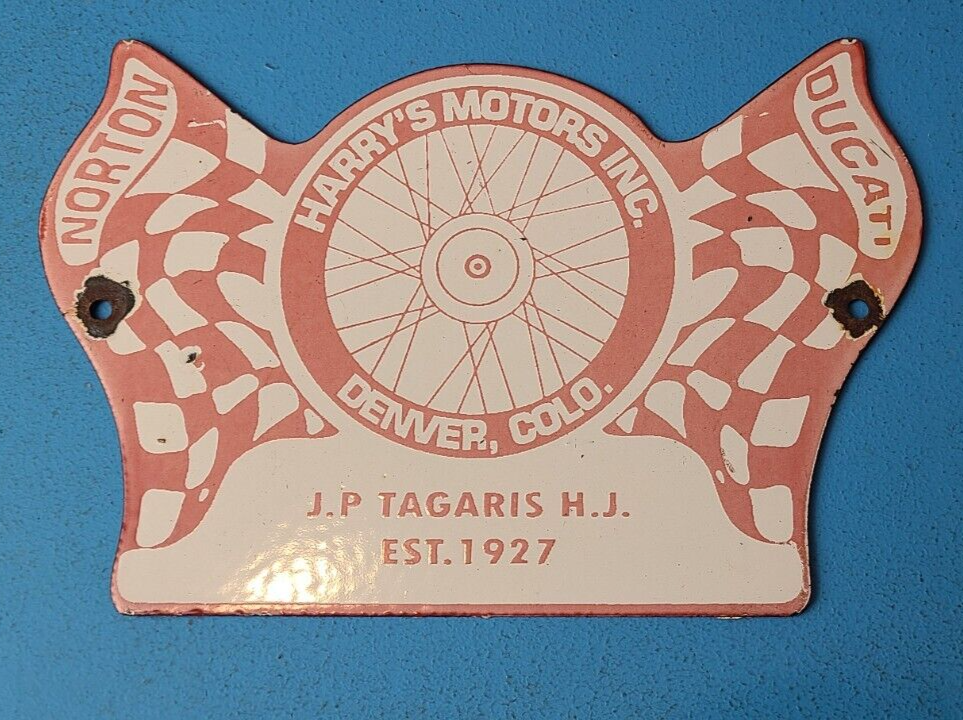 NORTON
HARRY'S MOTORS INC.
DUCATI
DENVER, COLO.
J.P TAGARIS H.J.
EST.1927